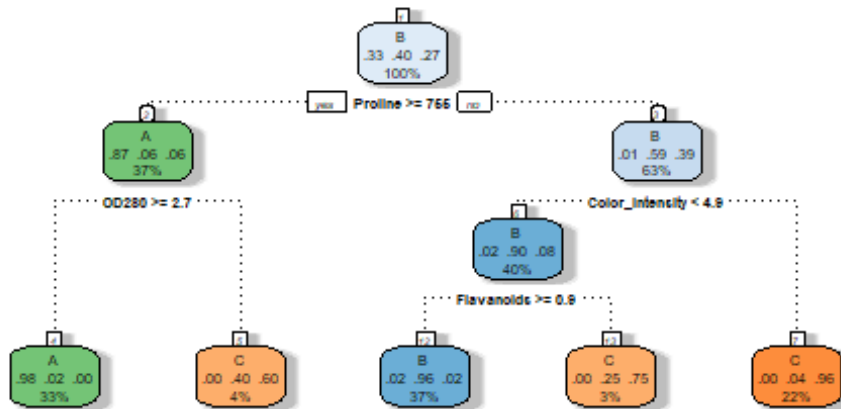 1
B
.33 .40 .27
100%
yes Proline >= 755 no
2
A
.87 .06 .06
37%
3
B
.01 .59 .39
63%
OD280 >= 2.7
Color_intensity < 4.9
6
B
.02 .90 .08
40%
Flavanoids >= 0.9
4
A
.98 .02 .00
33%
5
C
.00 .40 .60
4%
12
B
.02 .96 .02
37%
13
C
.00 .25 .75
3%
7
C
.00 .04 .96
22%